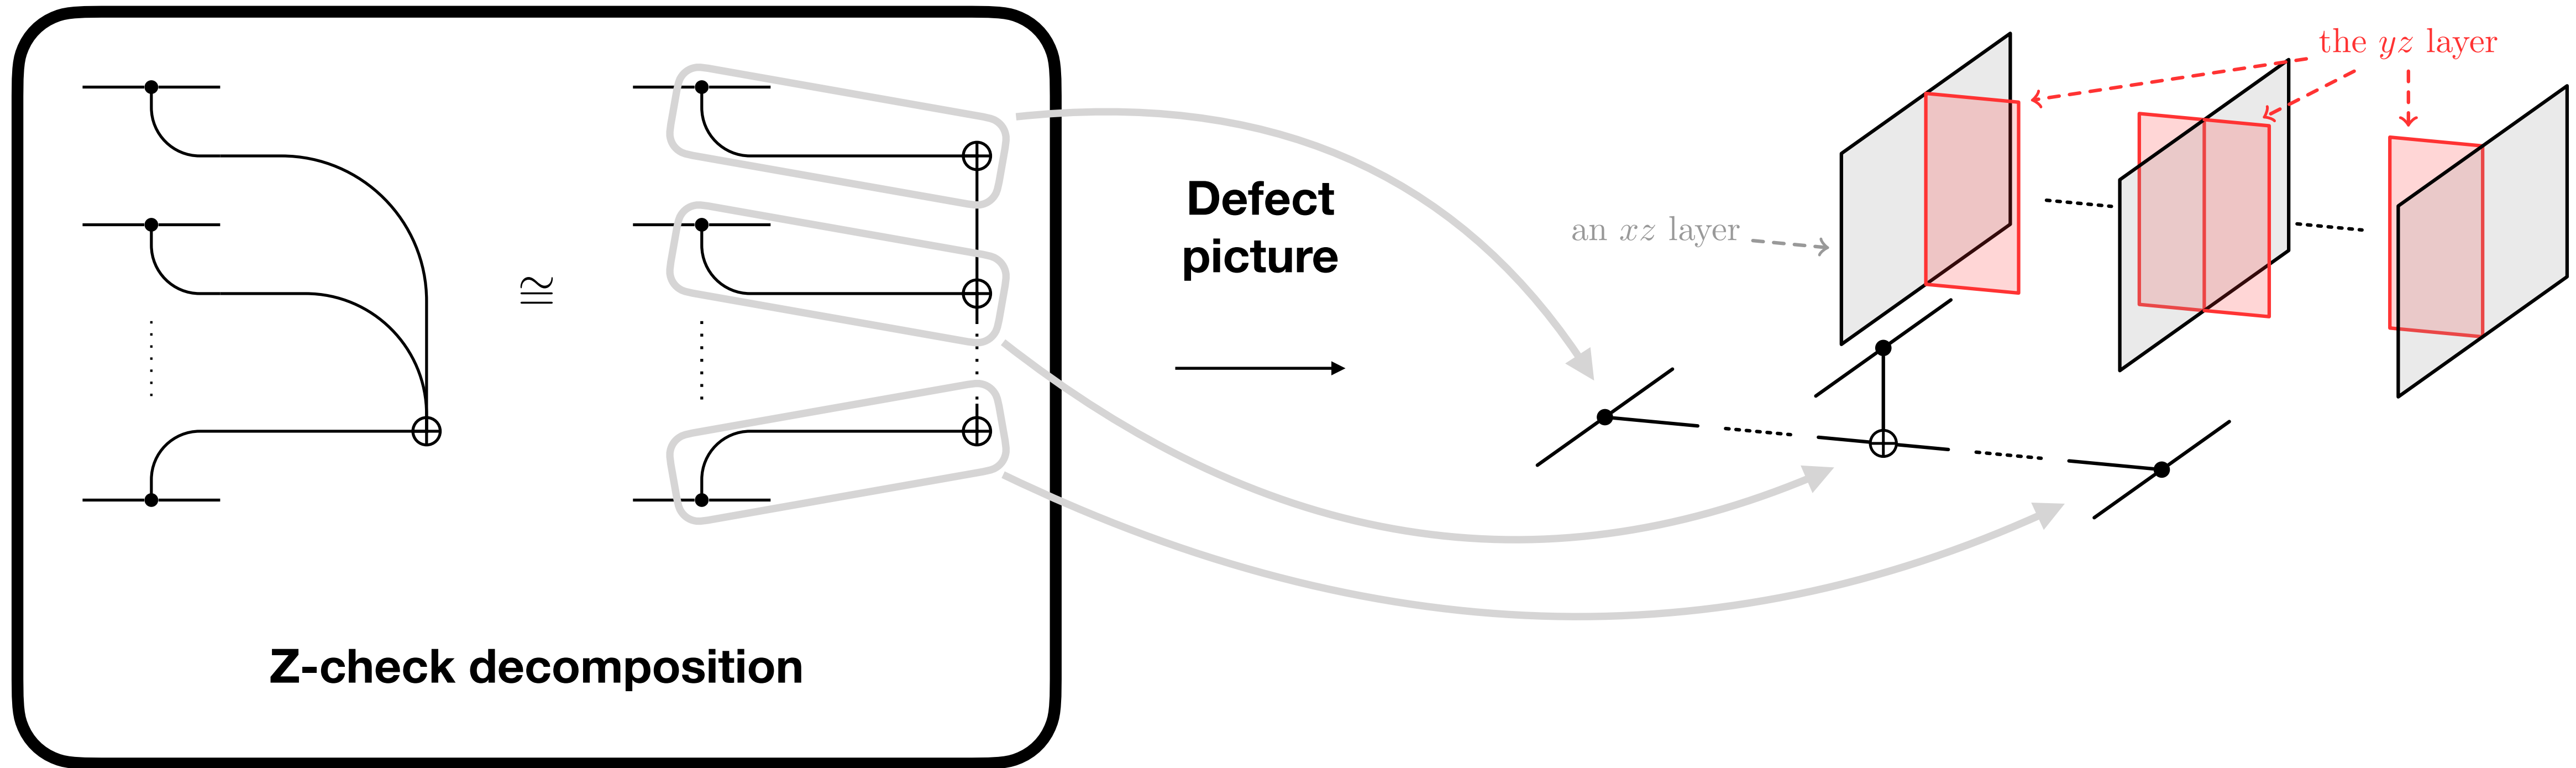 ≅
Z-check decomposition
Defect
picture
an xz layer
the yz layer